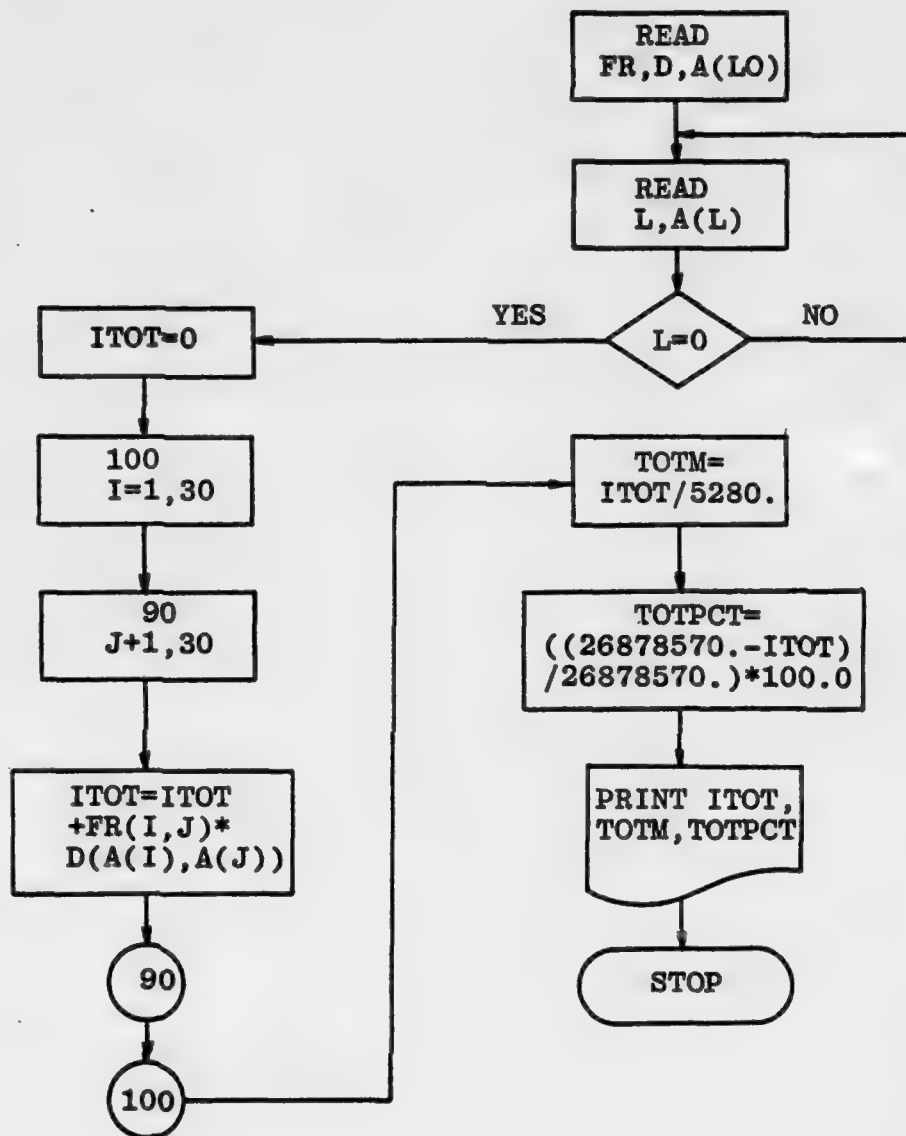 READ
FR,D,A(LO)
READ
L,A(L)
L=0
YES
NO
ITOT=0
100
I=1,30
90
J+1,30
ITOT=ITOT
+FR(I,J)*
D(A(I),A(J))
90
100
TOTM=
ITOT/5280.
TOTPCT=
((26878570.-ITOT)
/26878570.)*100.0
PRINT ITOT,
TOTM,TOTPCT
STOP